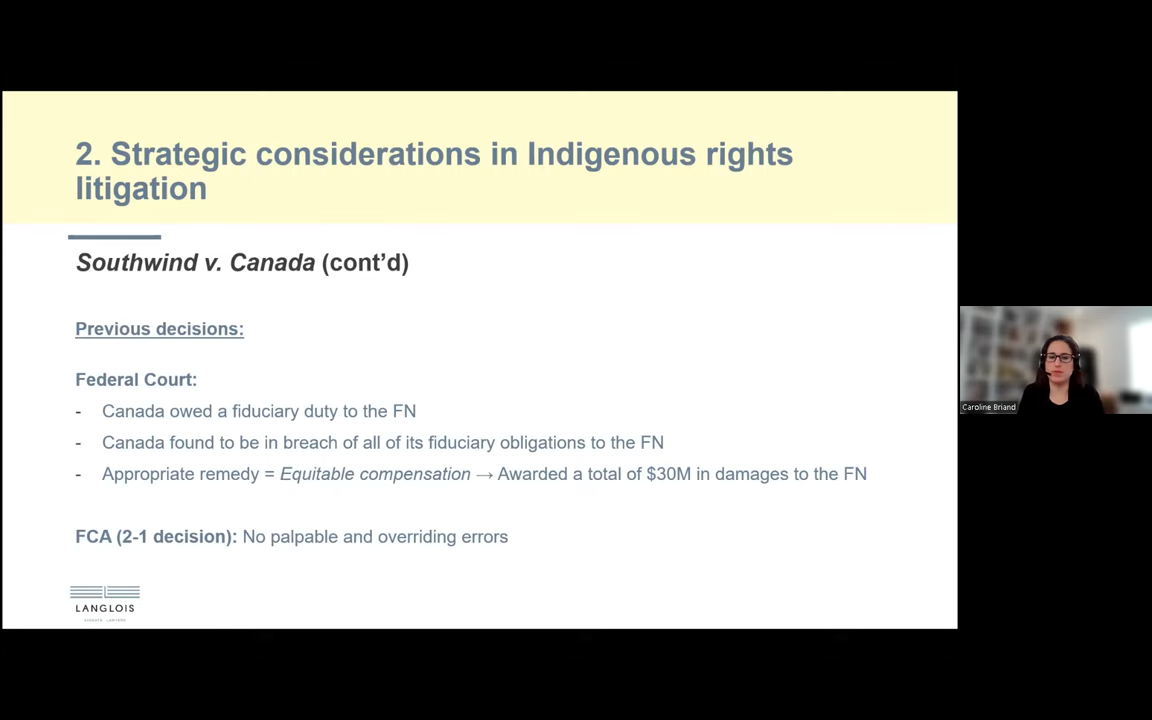 2. Strategic considerations in Indigenous rights
litigation
Southwind v. Canada (cont’d)
Previous decisions:
Federal Court:
- Canada owed a fiduciary duty to the FN
- Canada found to be in breach of all of its fiduciary obligations to the FN
- Appropriate remedy = Equitable compensation → Awarded a total of $30M in damages to the FN
FCA (2-1 decision): No palpable and overriding errors
LANGLOIS
Caroline Briand